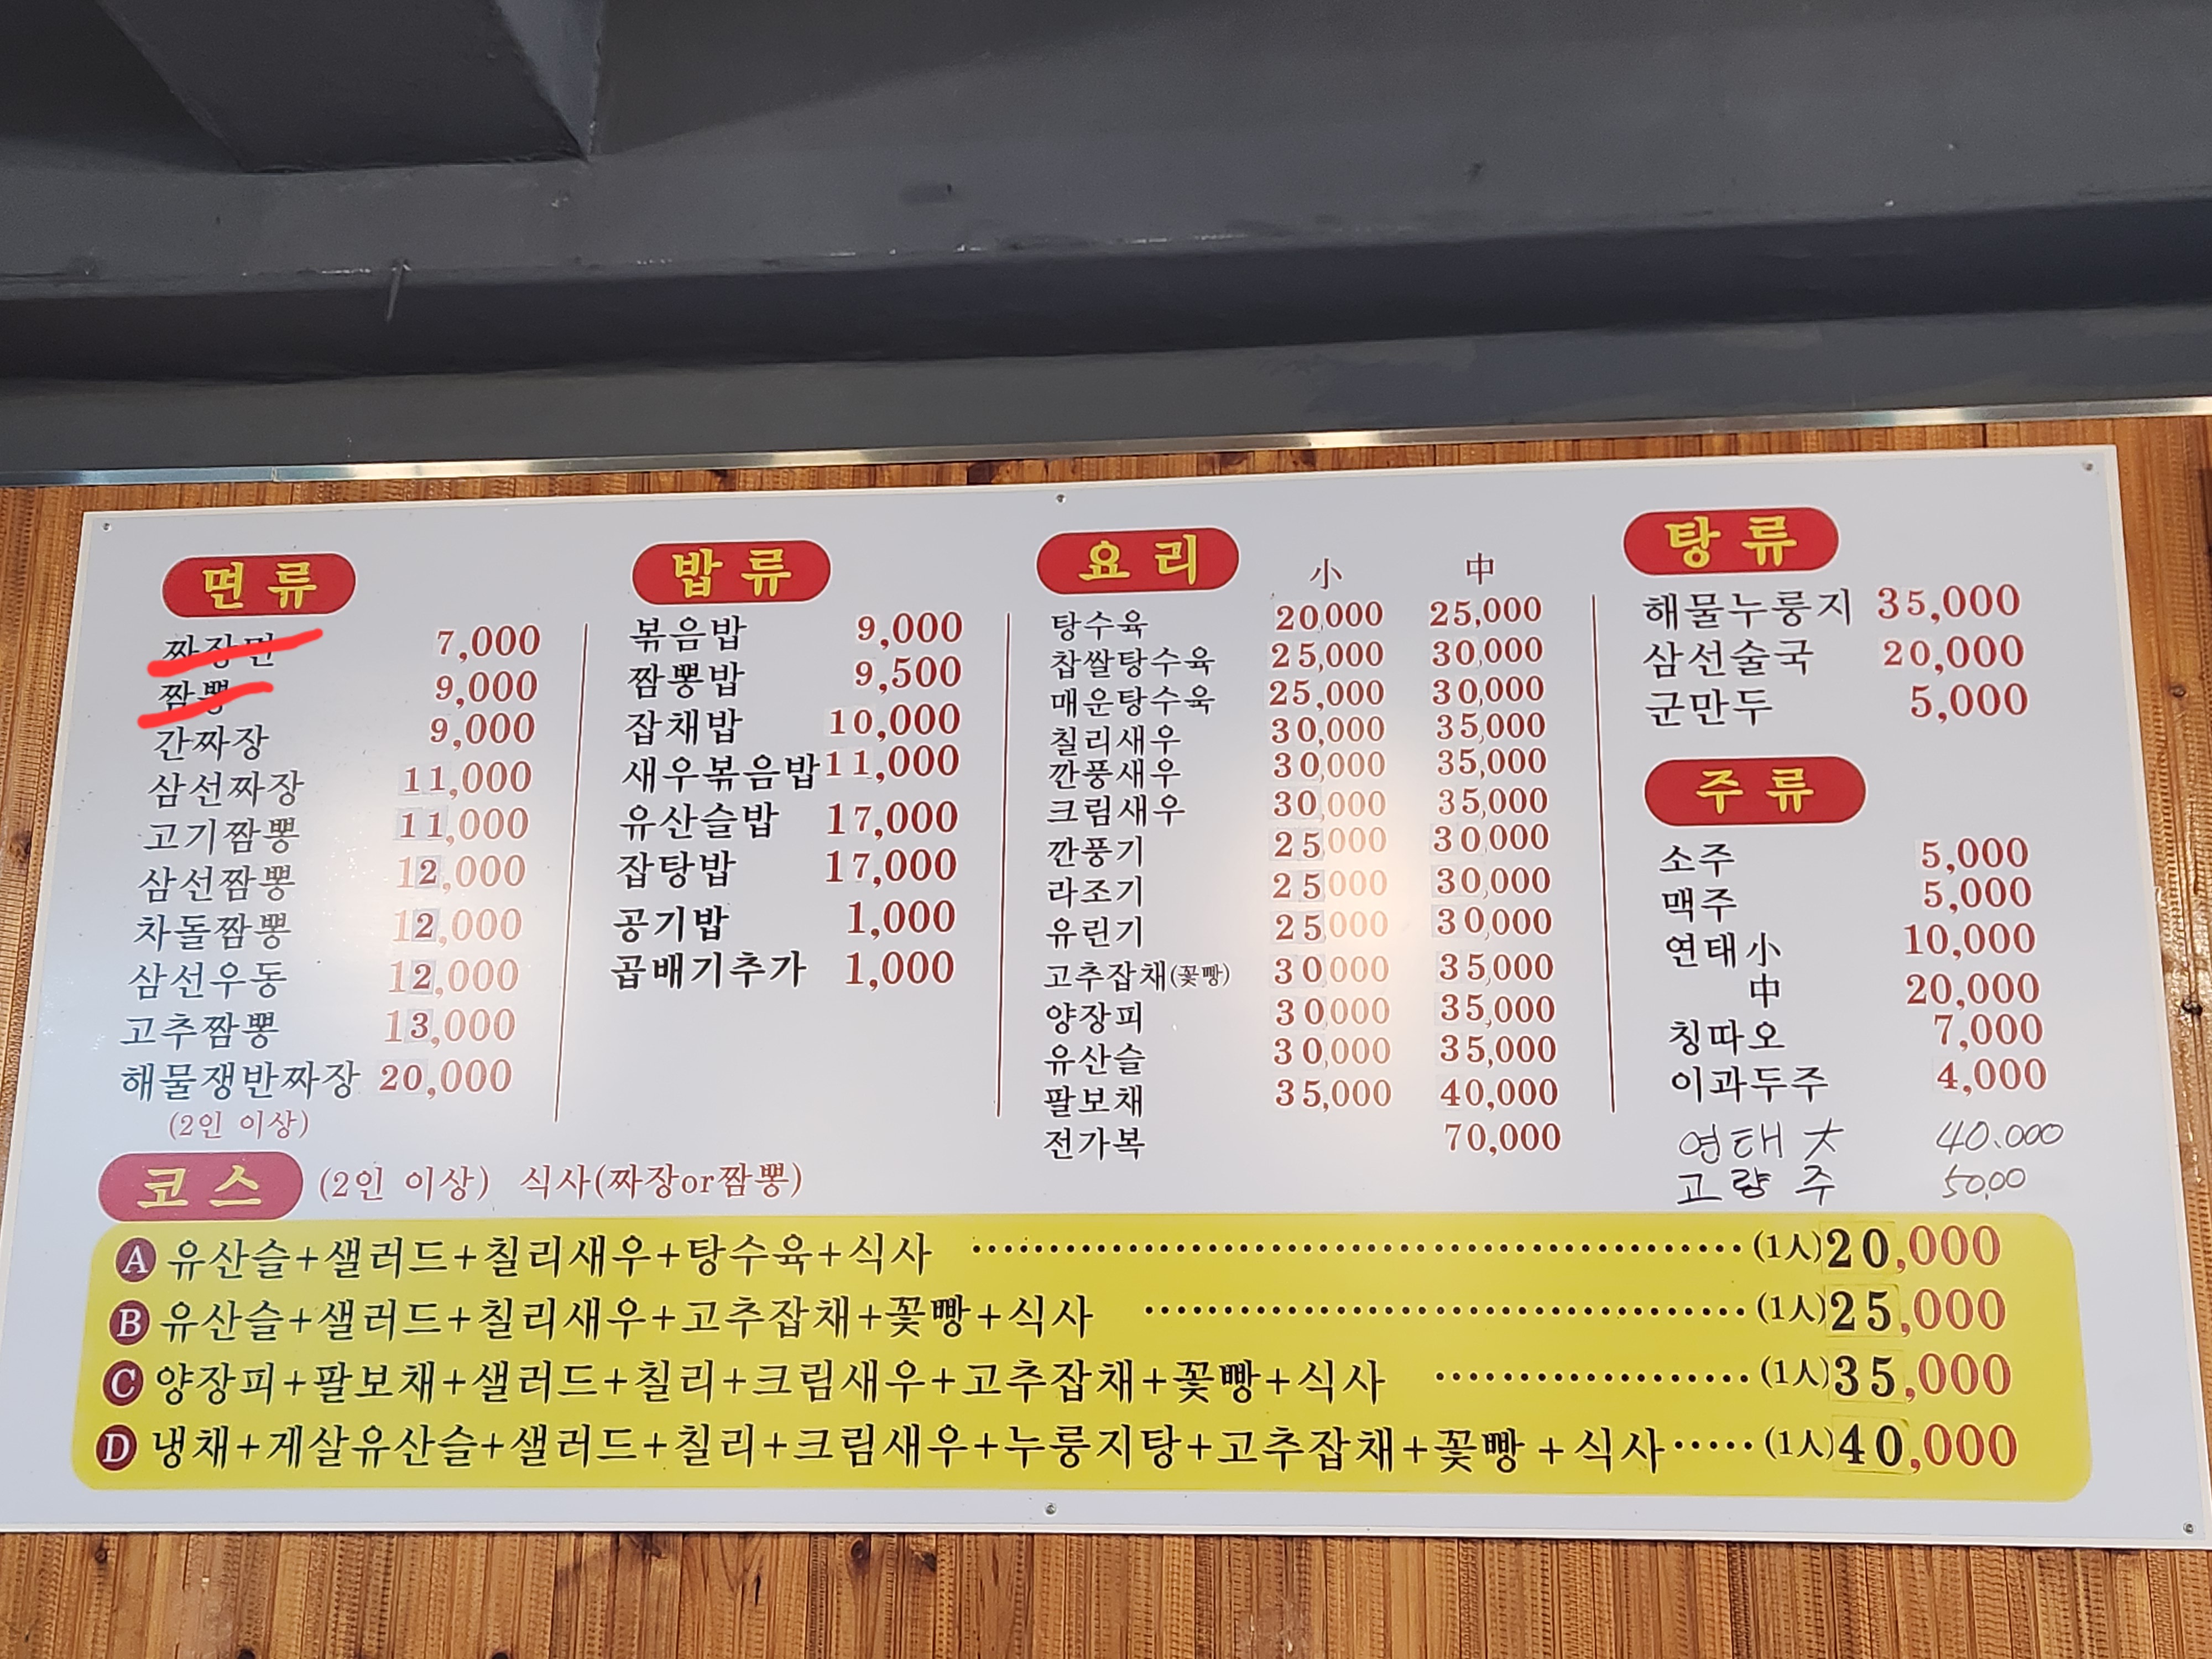 면류
짜장면 7,000
짬뽕 9,000
간짜장 9,000
삼선짜장 11,000
고기짬뽕 11,000
삼선짬뽕 12,000
차돌짬뽕 12,000
삼선우동 12,000
고추짬뽕 13,000
해물쟁반짜장 20,000
(2인 이상)
밥류
볶음밥 9,000
짬뽕밥 9,500
잡채밥 10,000
새우볶음밥 11,000
유산슬밥 17,000
잡탕밥 17,000
공기밥 1,000
곱배기추가 1,000
요리 小 中
탕수육 20,000 25,000
찹쌀탕수육 25,000 30,000
매운탕수육 25,000 30,000
칠리새우 30,000 35,000
깐풍새우 30,000 35,000
크림새우 30,000 35,000
깐풍기 25,000 30,000
라조기 25,000 30,000
유린기 25,000 30,000
고추잡채(꽃빵) 30,000 35,000
양장피 30,000 35,000
유산슬 30,000 35,000
팔보채 35,000 40,000
전가복 70,000
탕류
해물누룽지 35,000
삼선술국 20,000
군만두 5,000
주류
소주 5,000
맥주 5,000
연태小 10,000
中 20,000
칭따오 7,000
이과두주 4,000
연태 大 40.000
고량주 50,00
코스 (2인 이상) 식사(짜장or짬뽕)
A 유산슬+샐러드+칠리새우+탕수육+식사 (1人)20,000
B 유산슬+샐러드+칠리새우+고추잡채+꽃빵+식사 (1人)25,000
C 양장피+팔보채+샐러드+칠리+크림새우+고추잡채+꽃빵+식사 (1人)35,000
D 냉채+게살유산슬+샐러드+칠리+크림새우+누룽지탕+고추잡채+꽃빵+식사 (1人)40,000